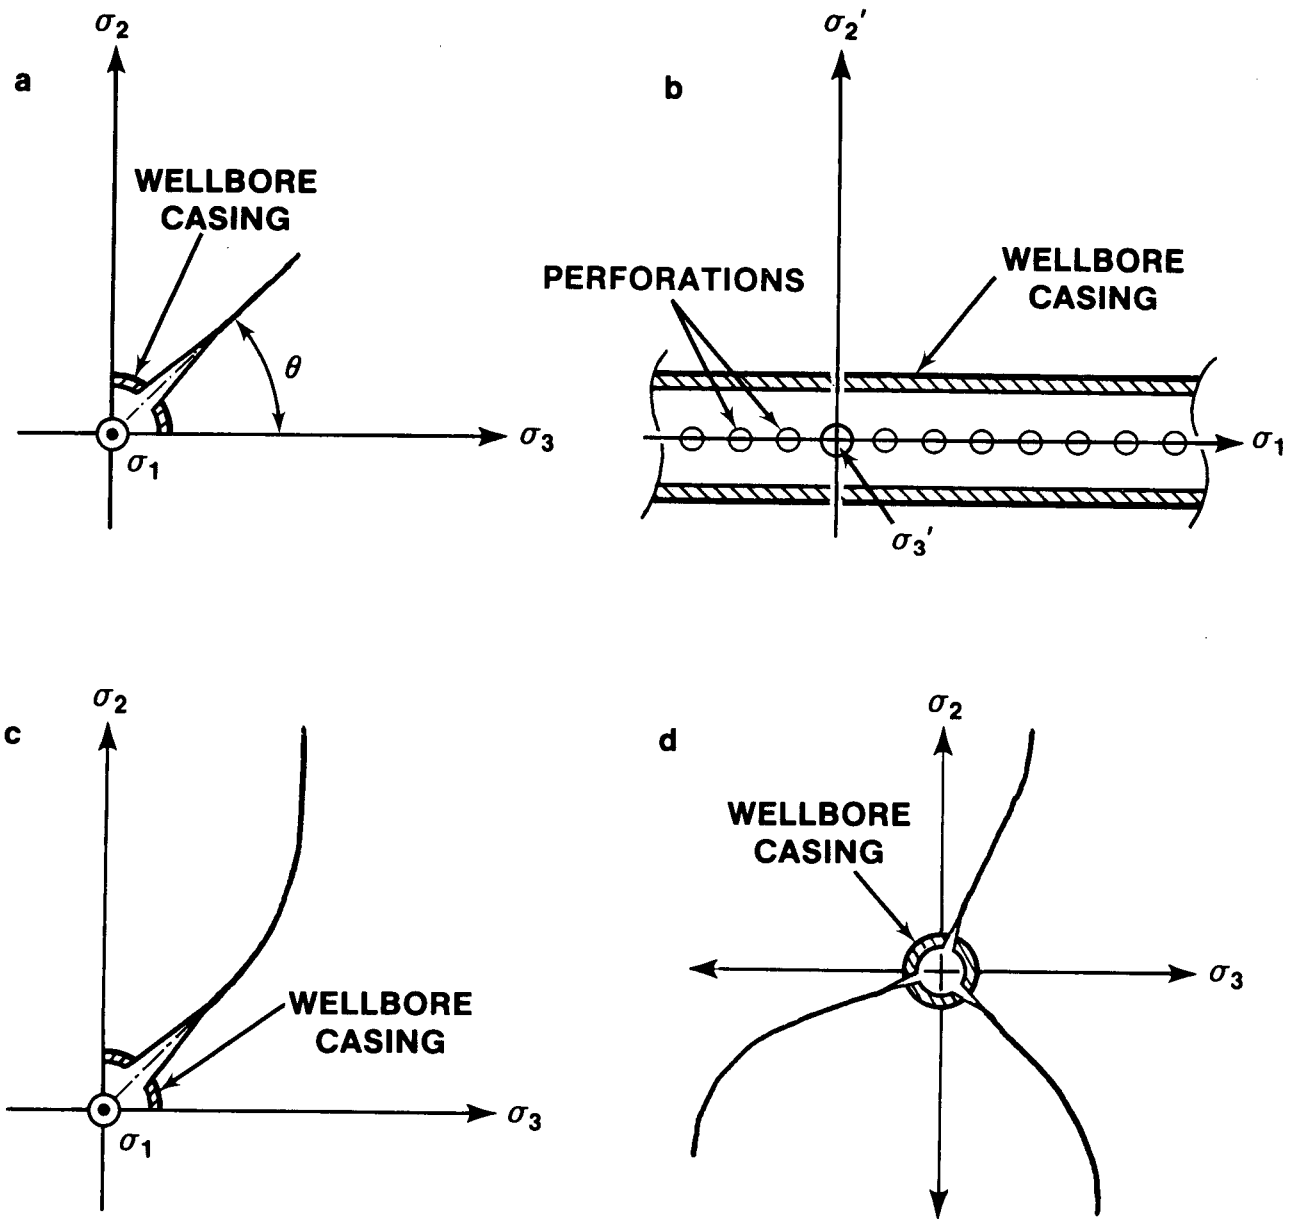 a
σ2
WELLBORE
CASING
θ
σ3
σ1
b
σ2′
PERFORATIONS
WELLBORE
CASING
σ1
σ3′
c
σ2
WELLBORE
CASING
σ3
σ1
d
σ2
WELLBORE
CASING
σ3